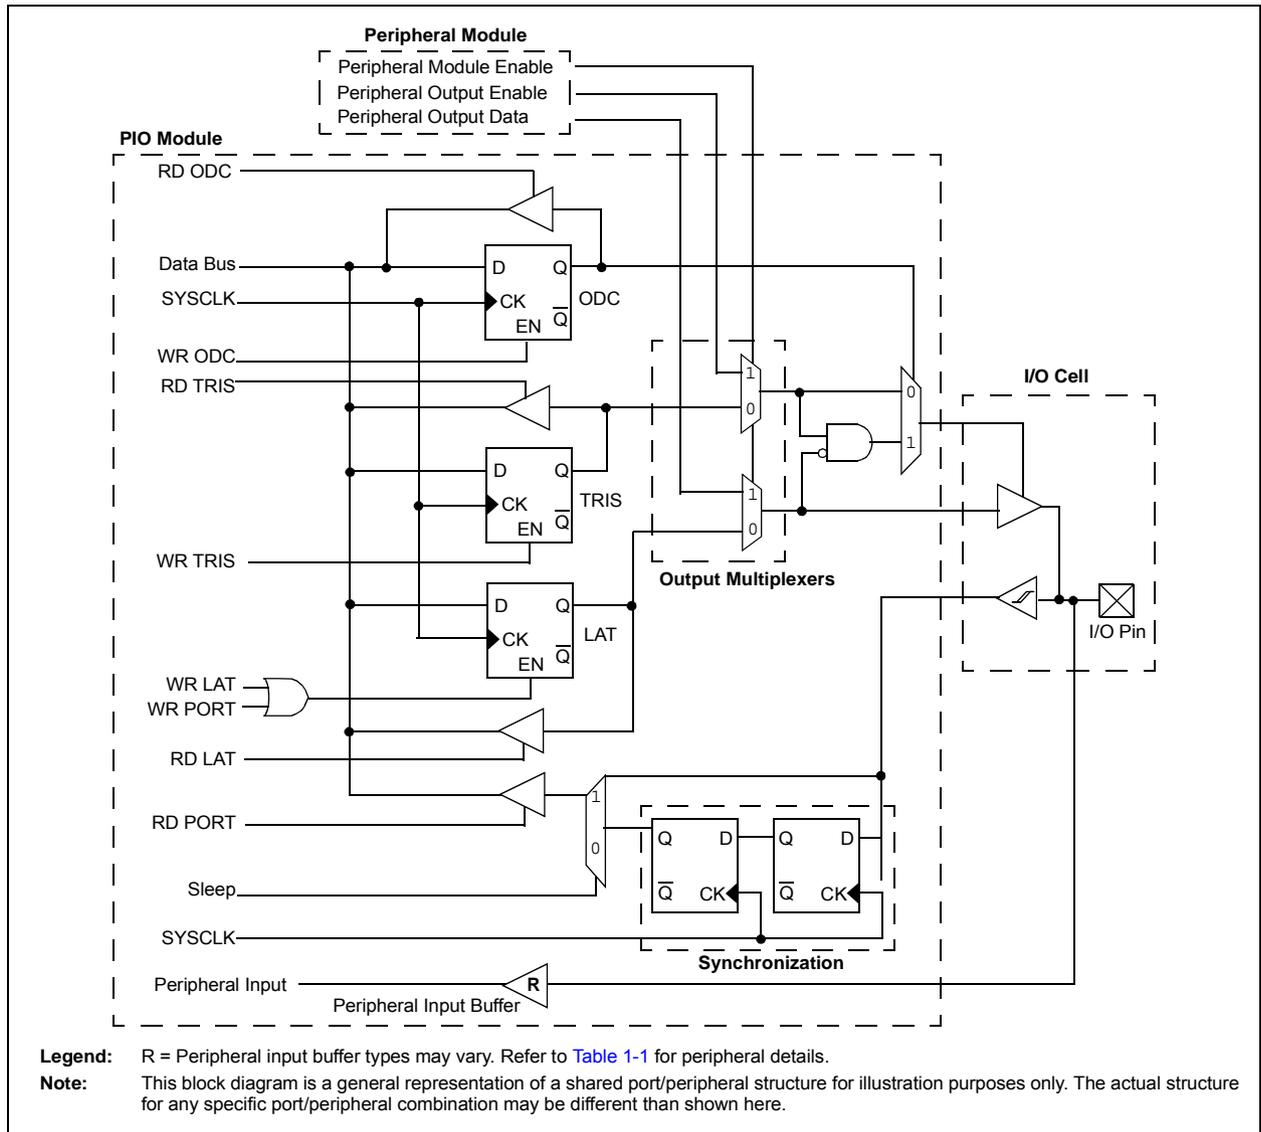 Peripheral Module
Peripheral Module Enable
Peripheral Output Enable
Peripheral Output Data
PIO Module
RD ODC
Data Bus
D Q
SYSCLK
CK
ODC
EN Q̅
WR ODC
RD TRIS
1
0
I/O Cell
0
1
D Q
TRIS
CK
EN Q̅
1
0
WR TRIS
Output Multiplexers
D Q
LAT
CK
EN Q̅
I/O Pin
WR LAT
WR PORT
RD LAT
1
RD PORT
0
Q D Q D
Sleep
Q̅ CK Q̅ CK
SYSCLK
Synchronization
Peripheral Input
R
Peripheral Input Buffer
Legend: R = Peripheral input buffer types may vary. Refer to Table 1-1 for peripheral details.
Note: This block diagram is a general representation of a shared port/peripheral structure for illustration purposes only. The actual structure
for any specific port/peripheral combination may be different than shown here.